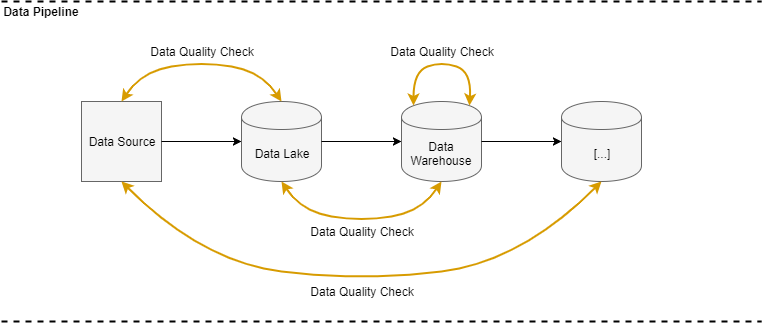 Data Pipeline
Data Quality Check
Data Quality Check
Data Source
Data Lake
Data
Warehouse
[...]
Data Quality Check
Data Quality Check